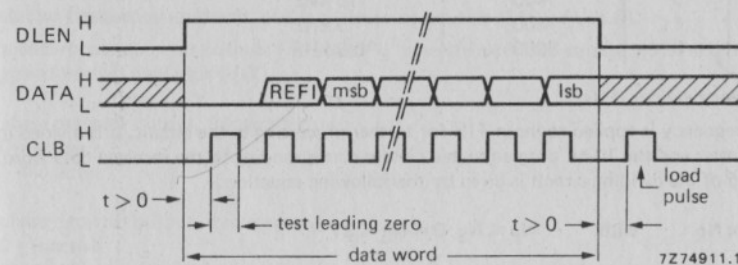 DLEN H
L
DATA H
L
REFI msb lsb
CLB H
L
load
pulse
t > 0
test leading zero
t > 0
data word
7Z74911.1